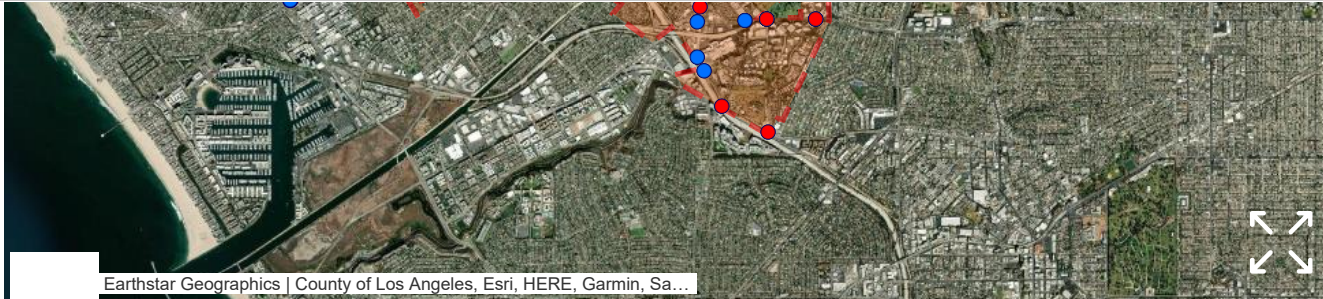 Earthstar Geographics | County of Los Angeles, Esri, HERE, Garmin, Sa…